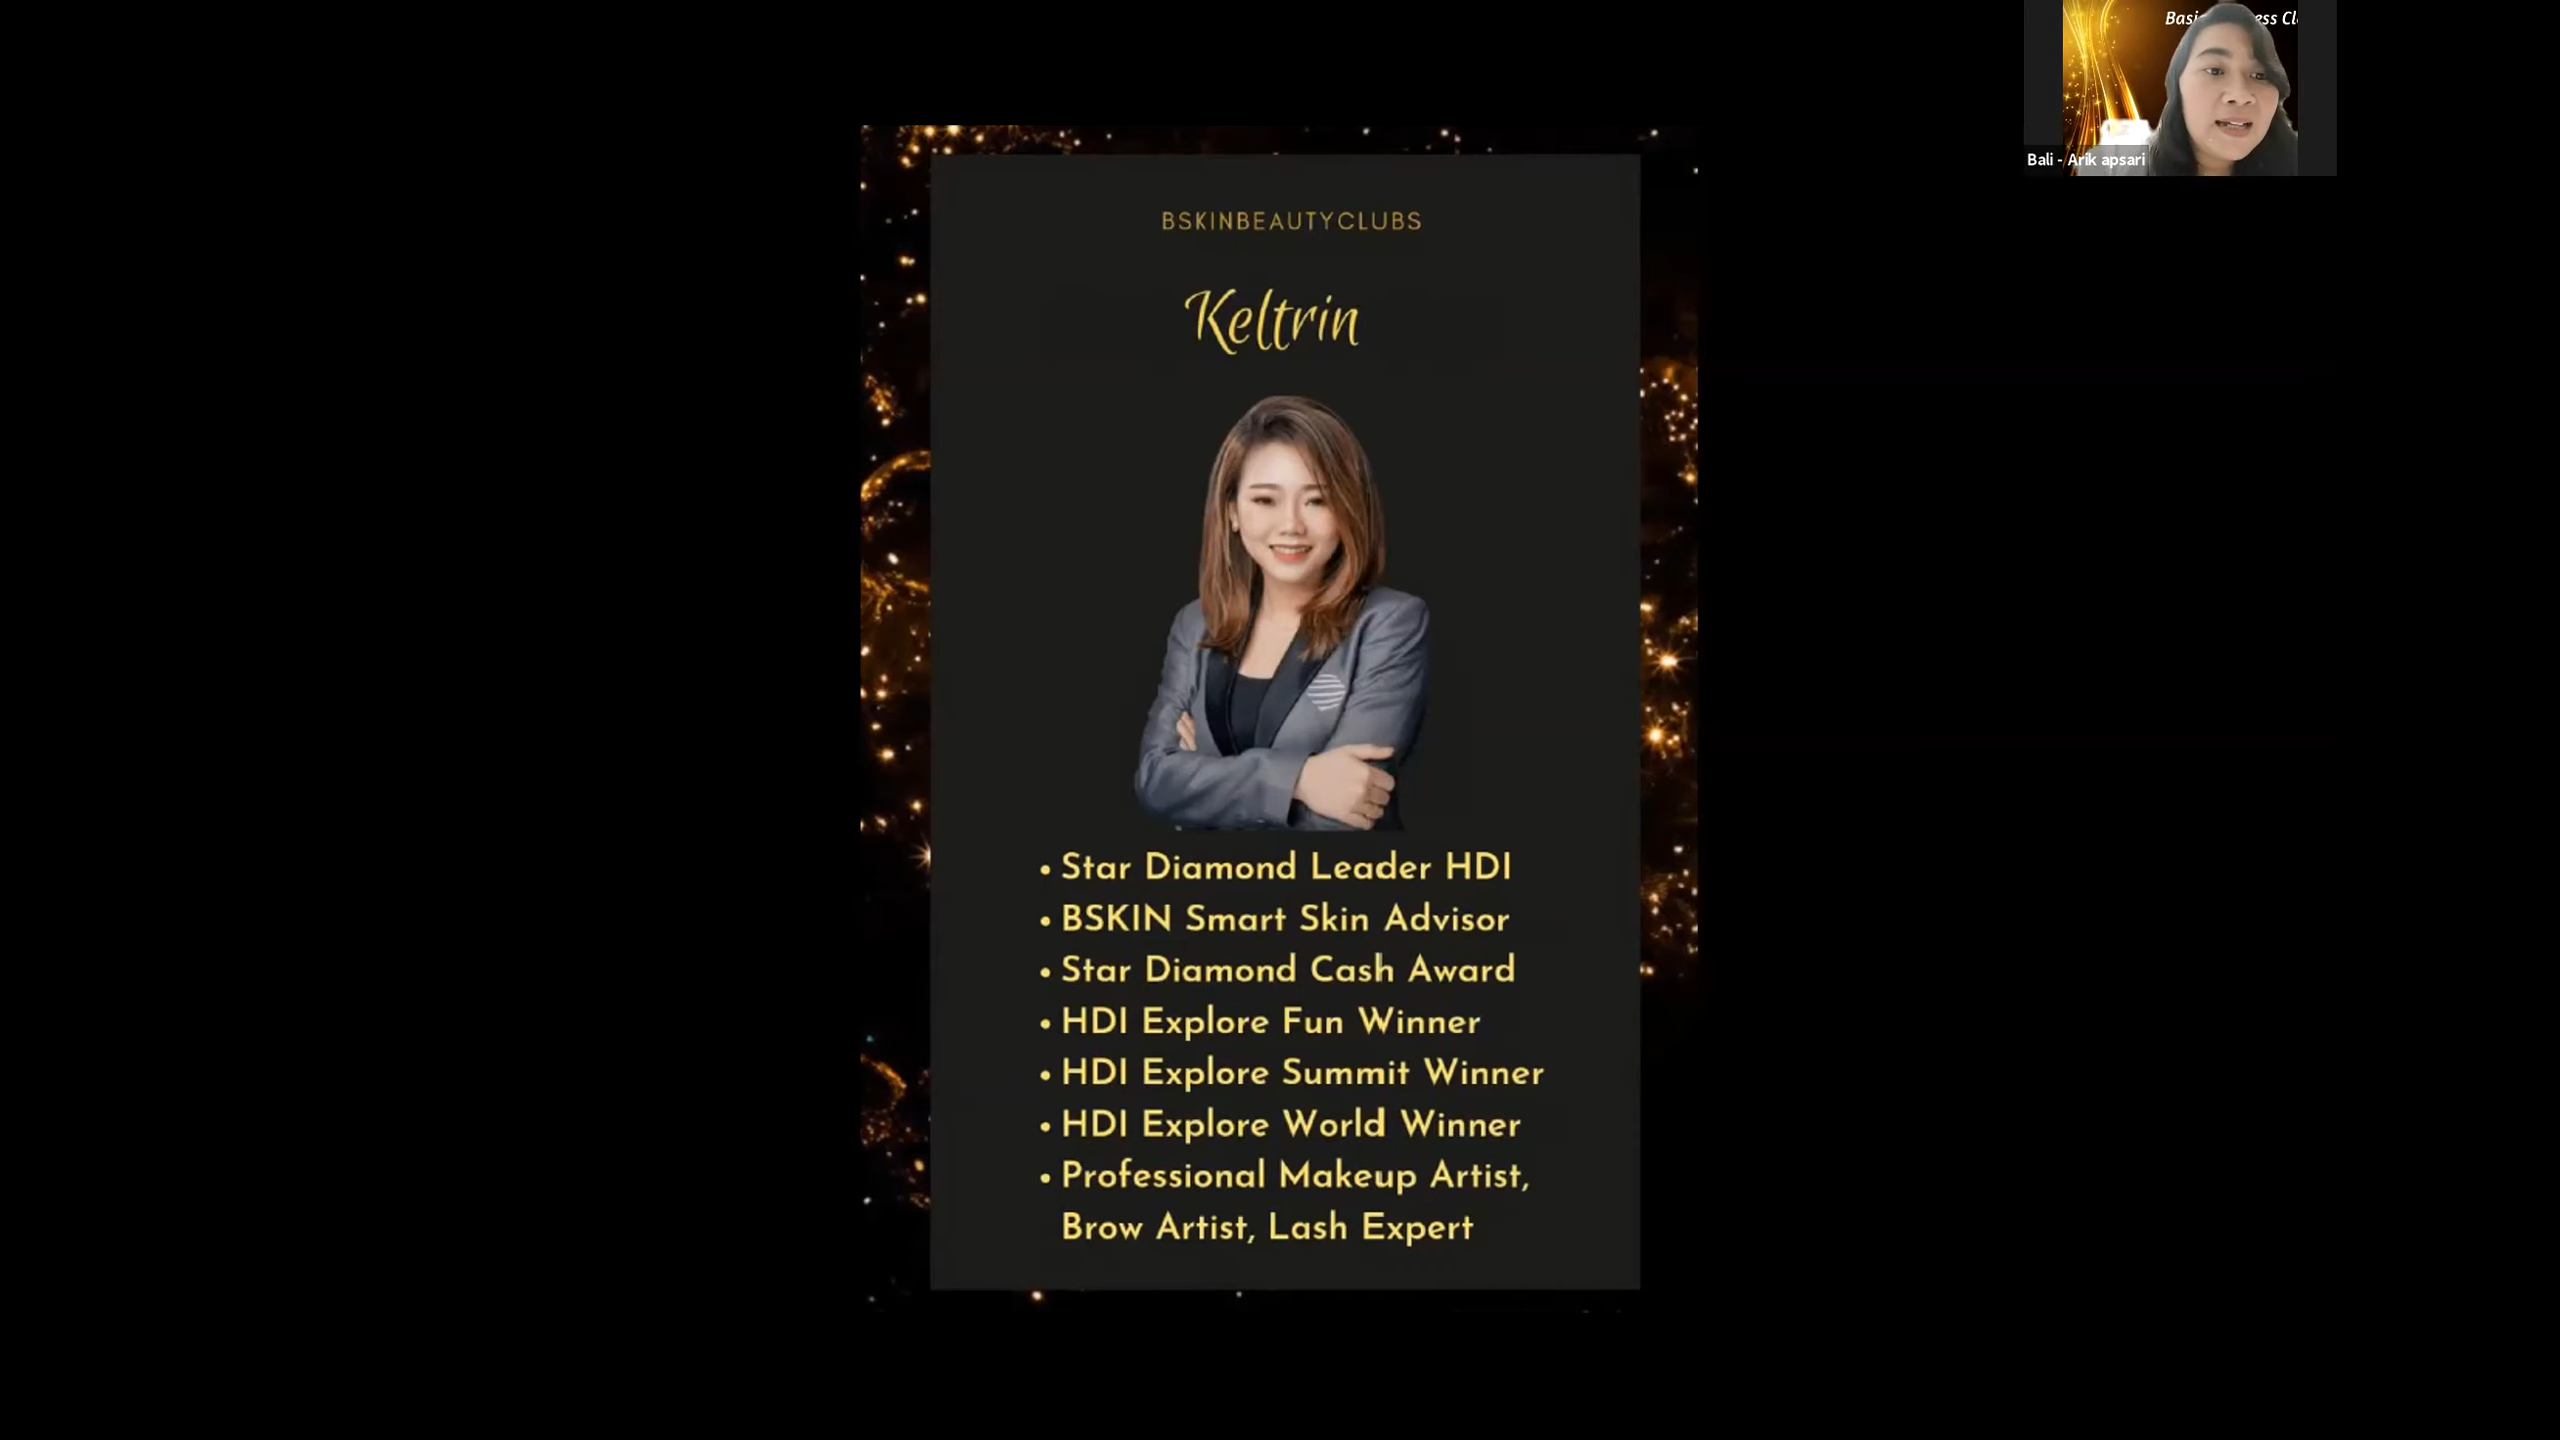 BSKINBEAUTYCLUBS
Keltrin
• Star Diamond Leader HDI
• BSKIN Smart Skin Advisor
• Star Diamond Cash Award
• HDI Explore Fun Winner
• HDI Explore Summit Winner
• HDI Explore World Winner
• Professional Makeup Artist,
Brow Artist, Lash Expert
Bali - Arik apsari